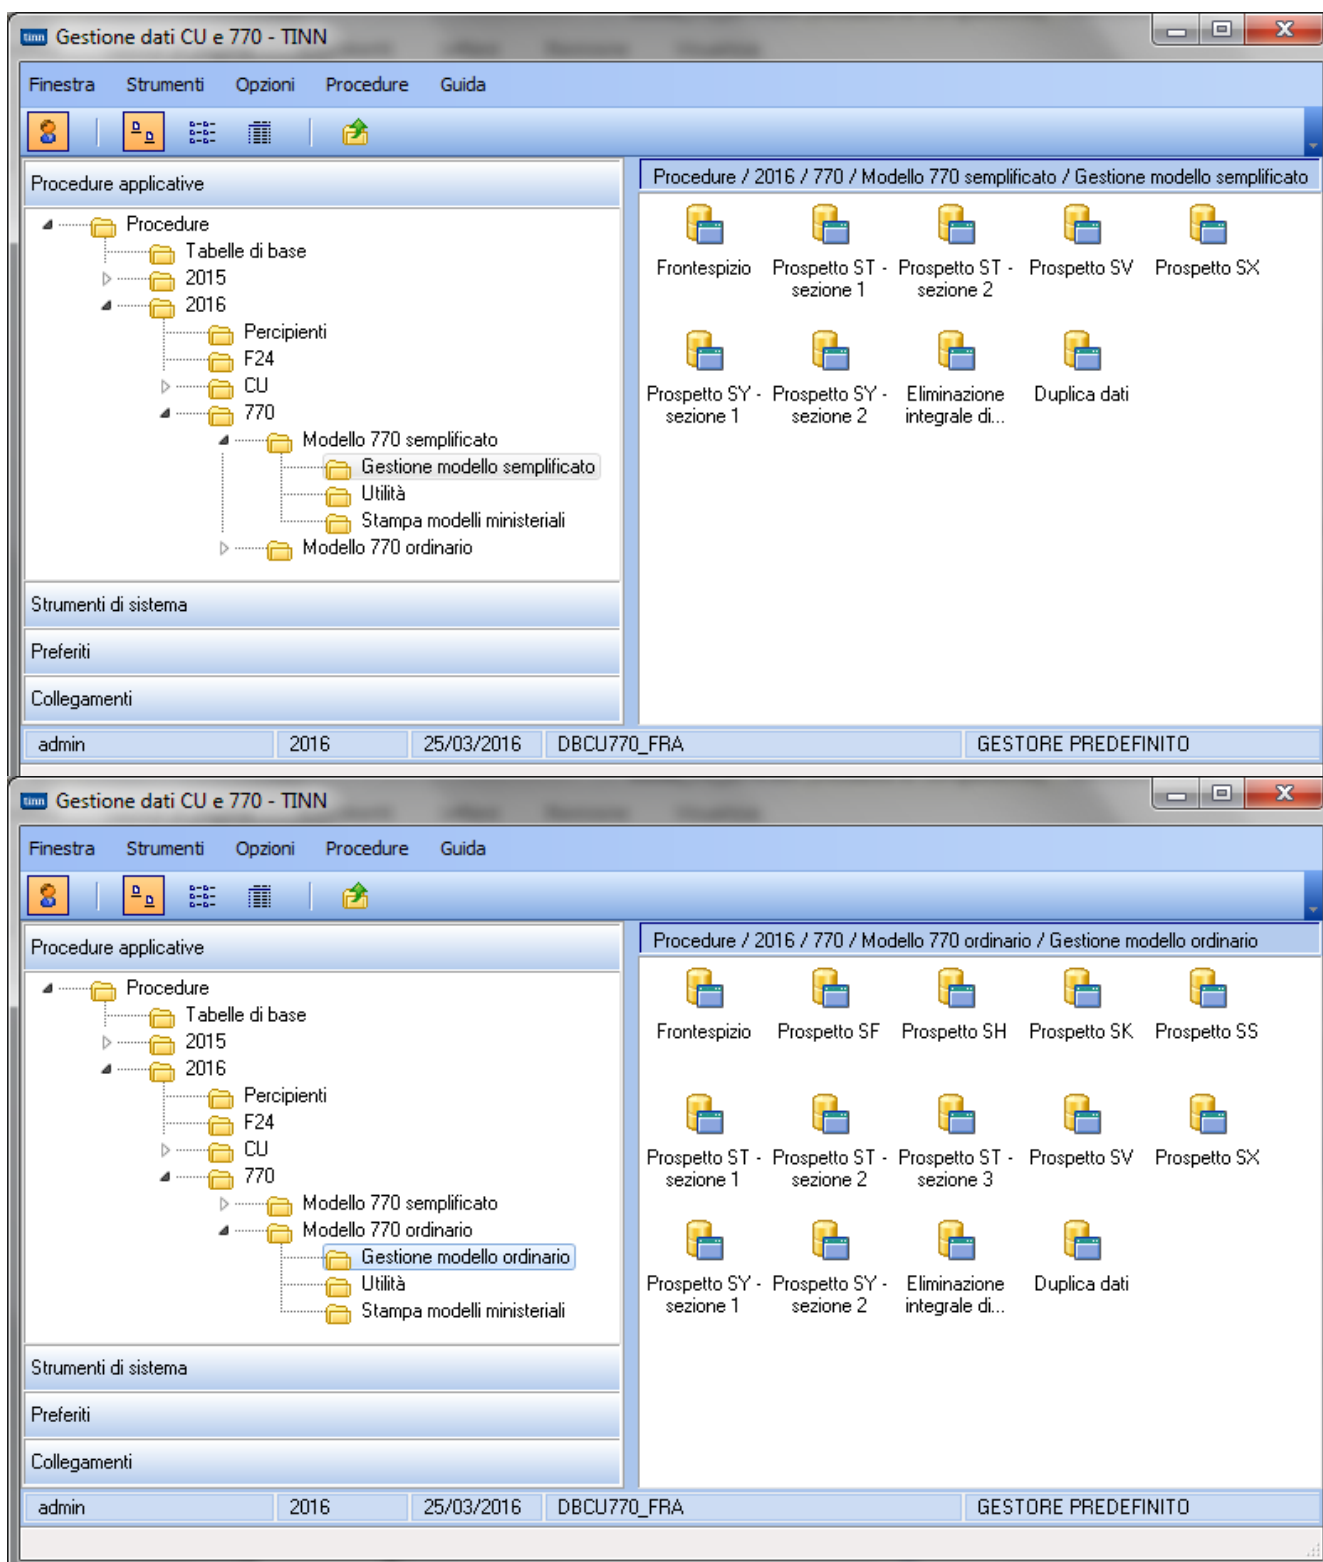 tinn Gestione dati CU e 770 - TINN
Finestra Strumenti Opzioni Procedure Guida
Procedure applicative
Procedure
Tabelle di base
2015
2016
Percipienti
F24
CU
770
Modello 770 semplificato
Gestione modello semplificato
Utilità
Stampa modelli ministeriali
Modello 770 ordinario
Strumenti di sistema
Preferiti
Collegamenti
Procedure / 2016 / 770 / Modello 770 semplificato / Gestione modello semplificato
Frontespizio Prospetto ST - Prospetto ST - Prospetto SV Prospetto SX
sezione 1 sezione 2
Prospetto SY - Prospetto SY - Eliminazione Duplica dati
sezione 1 sezione 2 integrale di...
admin 2016 25/03/2016 DBCU770_FRA GESTORE PREDEFINITO
tinn Gestione dati CU e 770 - TINN
Finestra Strumenti Opzioni Procedure Guida
Procedure applicative
Procedure
Tabelle di base
2015
2016
Percipienti
F24
CU
770
Modello 770 semplificato
Modello 770 ordinario
Gestione modello ordinario
Utilità
Stampa modelli ministeriali
Strumenti di sistema
Preferiti
Collegamenti
Procedure / 2016 / 770 / Modello 770 ordinario / Gestione modello ordinario
Frontespizio Prospetto SF Prospetto SH Prospetto SK Prospetto SS
Prospetto ST - Prospetto ST - Prospetto ST - Prospetto SV Prospetto SX
sezione 1 sezione 2 sezione 3
Prospetto SY - Prospetto SY - Eliminazione Duplica dati
sezione 1 sezione 2 integrale di...
admin 2016 25/03/2016 DBCU770_FRA GESTORE PREDEFINITO